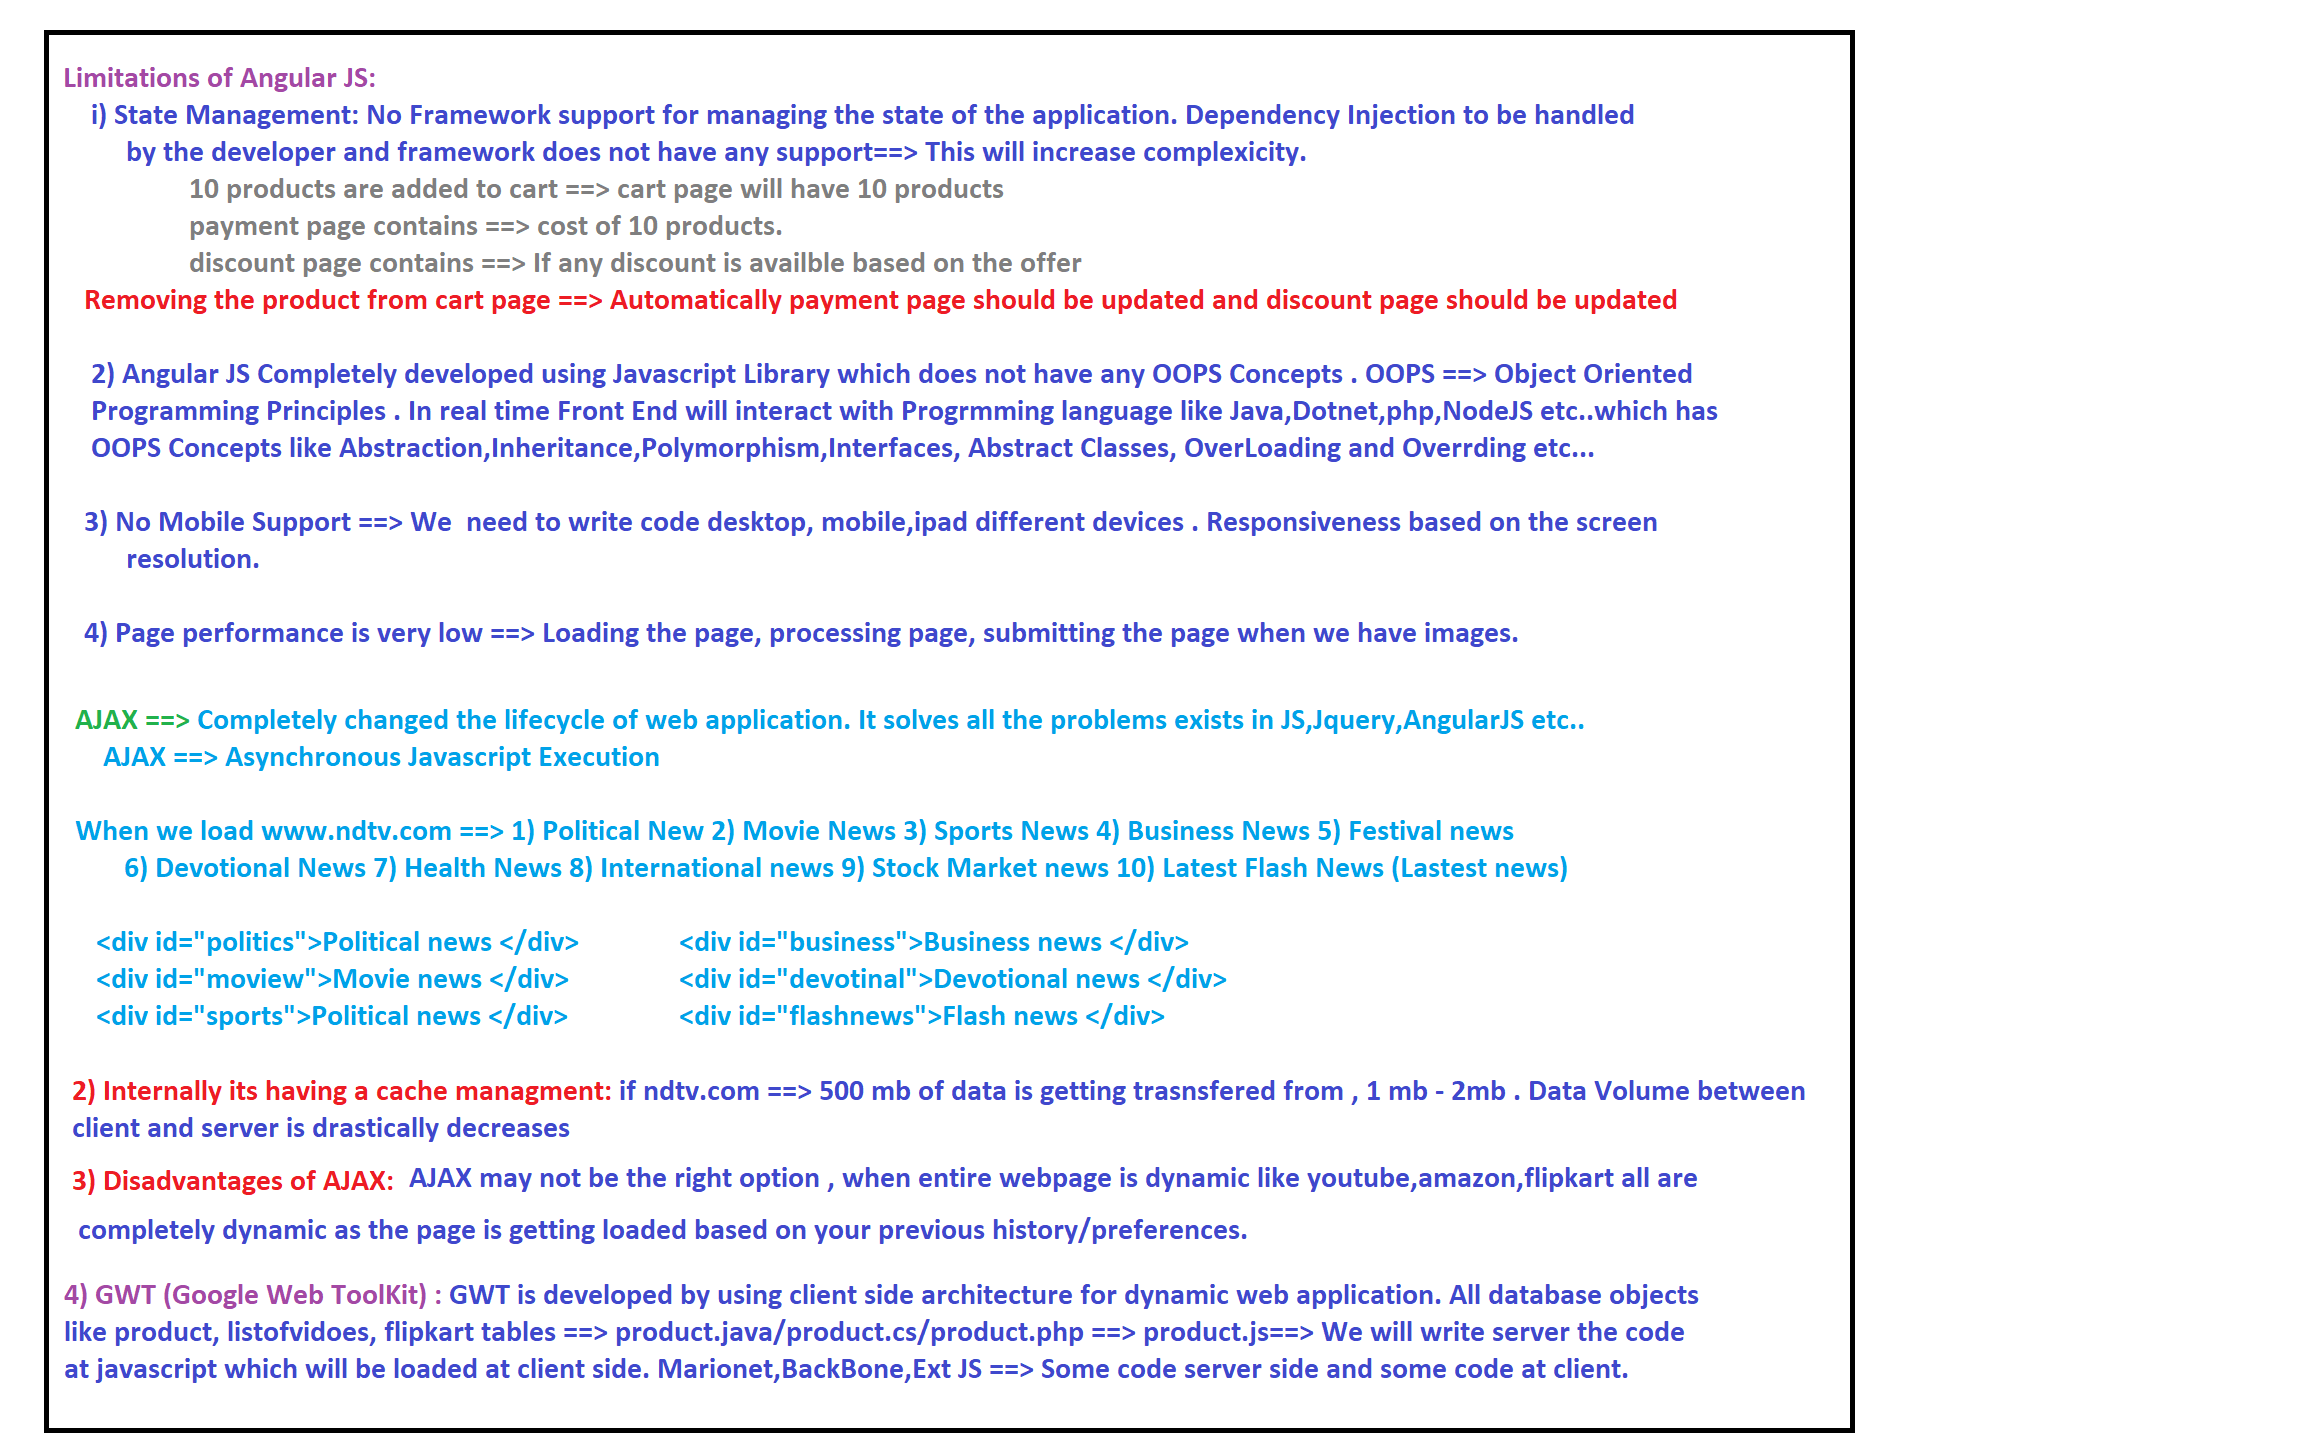 Limitations of Angular JS:
i) State Management: No Framework support for managing the state of the application. Dependency Injection to be handled
by the developer and framework does not have any support==> This will increase complexicity.
10 products are added to cart ==> cart page will have 10 products
payment page contains ==> cost of 10 products.
discount page contains ==> If any discount is availble based on the offer
Removing the product from cart page ==> Automatically payment page should be updated and discount page should be updated
2) Angular JS Completely developed using Javascript Library which does not have any OOPS Concepts . OOPS ==> Object Oriented
Programming Principles . In real time Front End will interact with Progrmming language like Java,Dotnet,php,NodeJS etc..which has
OOPS Concepts like Abstraction,Inheritance,Polymorphism,Interfaces, Abstract Classes, OverLoading and Overrding etc...
3) No Mobile Support ==> We  need to write code desktop, mobile,ipad different devices . Responsiveness based on the screen
resolution.
4) Page performance is very low ==> Loading the page, processing page, submitting the page when we have images.
AJAX ==> Completely changed the lifecycle of web application. It solves all the problems exists in JS,Jquery,AngularJS etc..
AJAX ==> Asynchronous Javascript Execution
When we load www.ndtv.com ==> 1) Political New 2) Movie News 3) Sports News 4) Business News 5) Festival news
6) Devotional News 7) Health News 8) International news 9) Stock Market news 10) Latest Flash News (Lastest news)
<div id="politics">Political news </div> <div id="business">Business news </div>
<div id="moview">Movie news </div> <div id="devotinal">Devotional news </div>
<div id="sports">Political news </div> <div id="flashnews">Flash news </div>
2) Internally its having a cache managment: if ndtv.com ==> 500 mb of data is getting trasnsfered from , 1 mb - 2mb . Data Volume between
client and server is drastically decreases
3) Disadvantages of AJAX: AJAX may not be the right option , when entire webpage is dynamic like youtube,amazon,flipkart all are
completely dynamic as the page is getting loaded based on your previous history/preferences.
4) GWT (Google Web ToolKit) : GWT is developed by using client side architecture for dynamic web application. All database objects
like product, listofvidoes, flipkart tables ==> product.java/product.cs/product.php ==> product.js==> We will write server the code
at javascript which will be loaded at client side. Marionet,BackBone,Ext JS ==> Some code server side and some code at client.